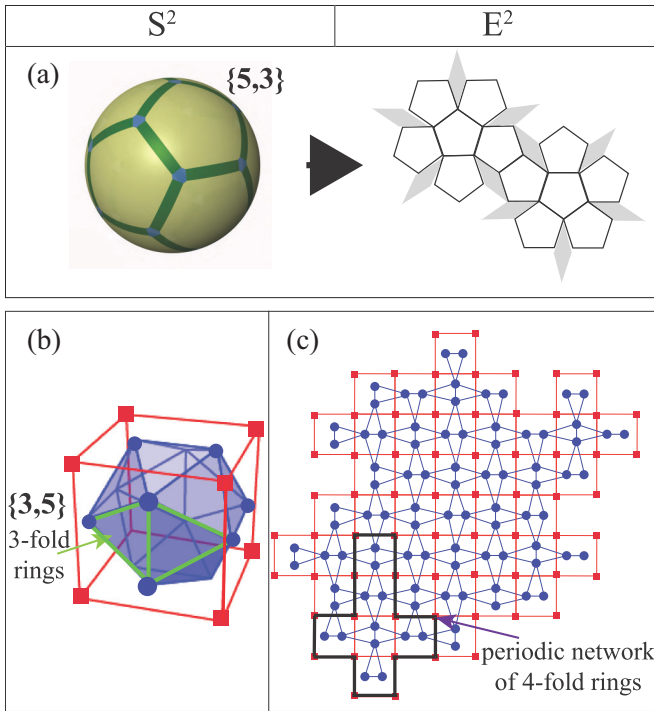 S²
E²
(a)
{5,3}
(b)
{3,5}
3-fold
rings
(c)
periodic network
of 4-fold rings